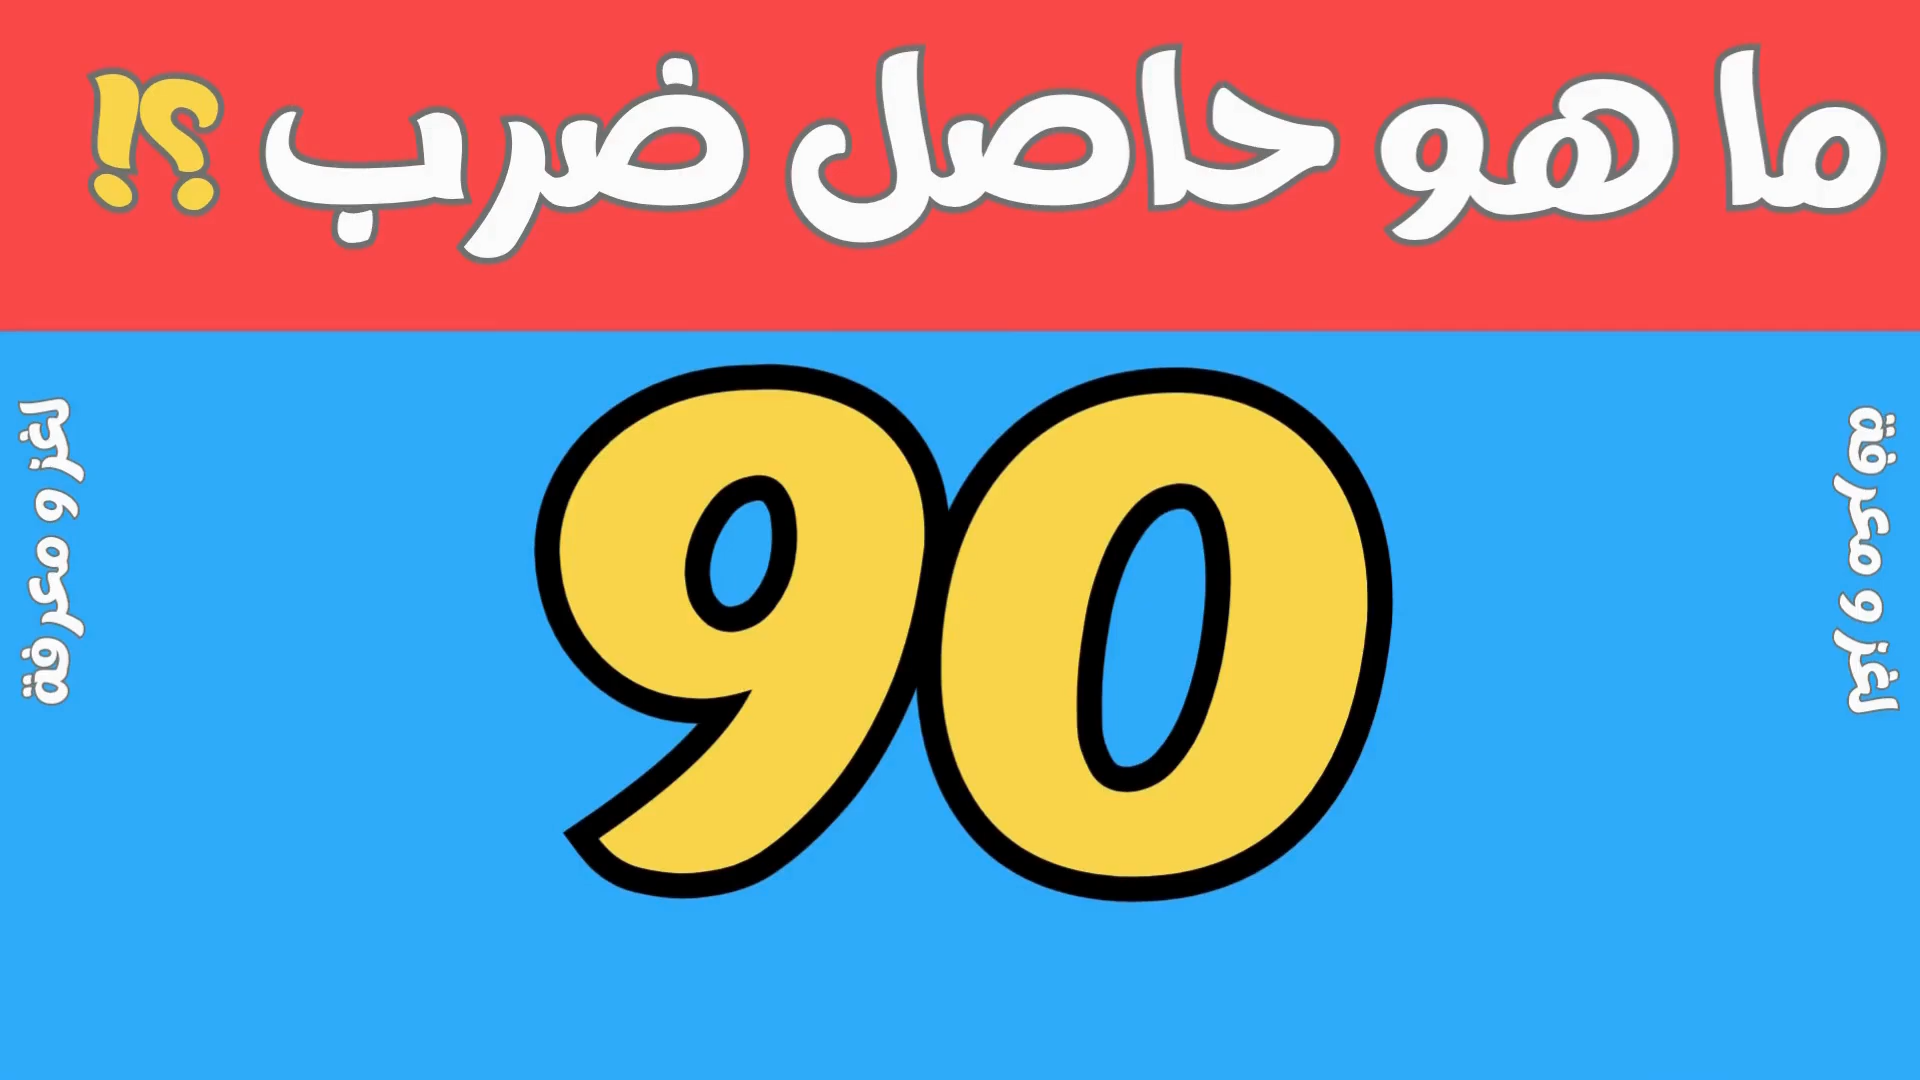 ما هو حاصل ضرب ؟!
90
لغز و معرفة
لغز و معرفة